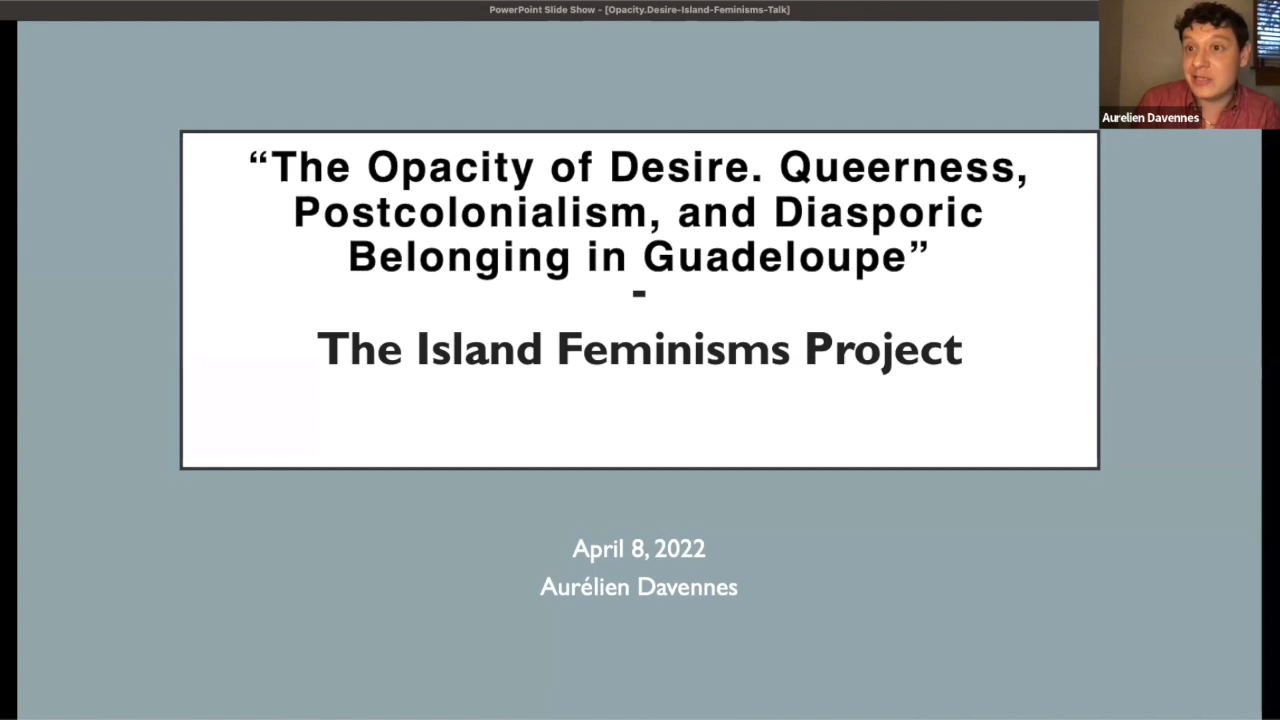 PowerPoint Slide Show - [Opacity.Desire-Island-Feminisms-Talk]
Aurelien Davennes
“The Opacity of Desire. Queerness,
Postcolonialism, and Diasporic
Belonging in Guadeloupe”
-
The Island Feminisms Project
April 8, 2022
Aurélien Davennes